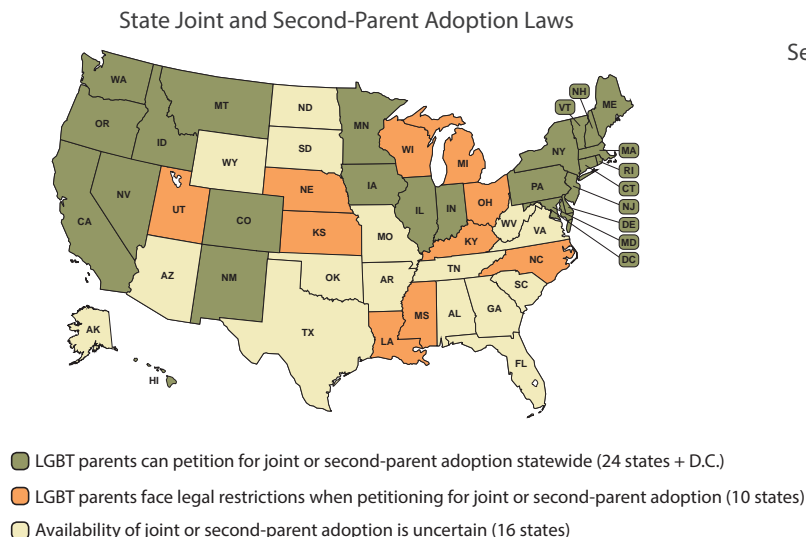 State Joint and Second-Parent Adoption Laws
Se
WA
MT
ND
MN
OR
ID
SD
WI
MI
NH
VT
ME
WY
NY
MA
RI
CT
NJ
DE
MD
DC
NV
UT
NE
IA
IL
IN
OH
PA
CA
CO
KS
MO
KY
WV
VA
AZ
NM
OK
AR
TN
NC
SC
MS
AL
GA
TX
LA
FL
AK
HI
LGBT parents can petition for joint or second-parent adoption statewide (24 states + D.C.)
LGBT parents face legal restrictions when petitioning for joint or second-parent adoption (10 states)
Availability of joint or second-parent adoption is uncertain (16 states)